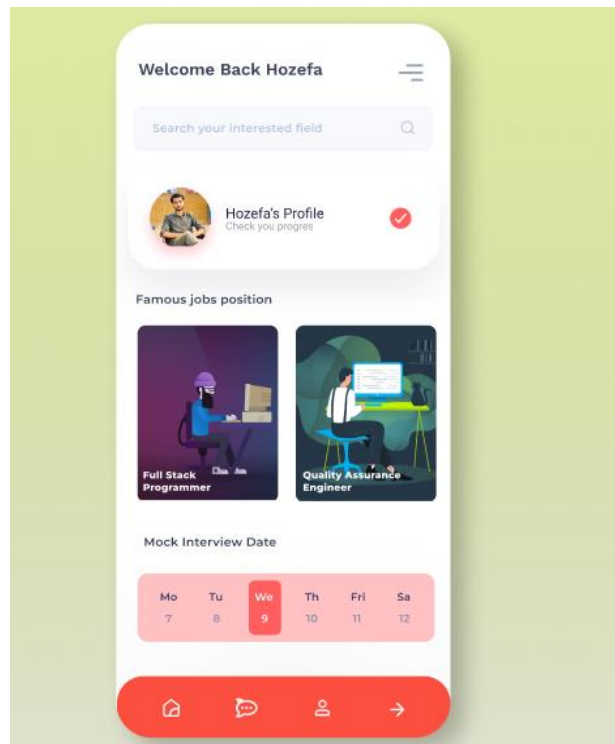 Welcome Back Hozefa
Search your interested field
Hozefa's Profile
Check you progres
Famous jobs position
Full Stack
Programmer
Quality Assurance
Engineer
Mock Interview Date
Mo Tu We Th Fri Sa
7 8 9 10 11 12